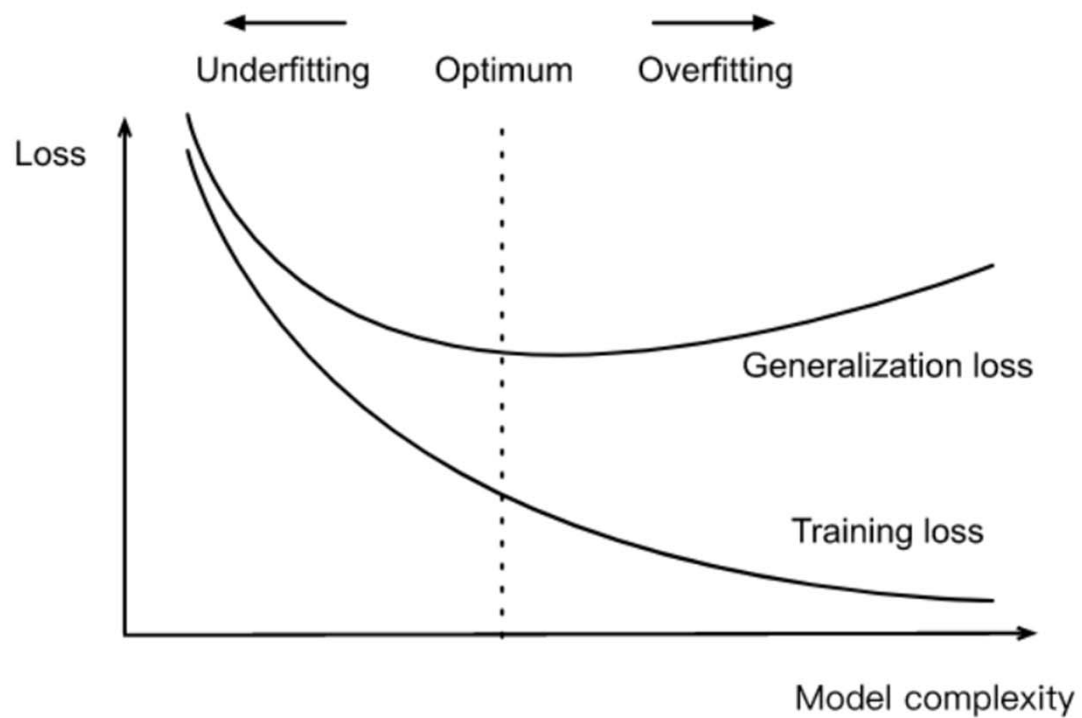 Underfitting Optimum Overfitting
Loss
Generalization loss
Training loss
Model complexity